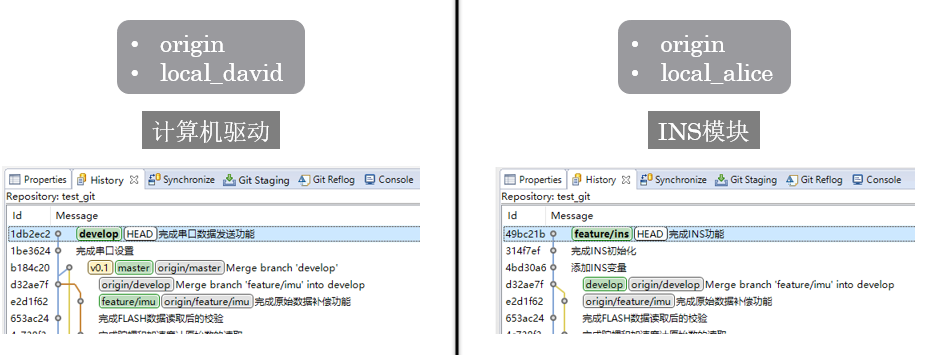 • origin
• local_david
计算机驱动
Properties History Synchronize Git Staging Git Reflog Console
Repository: test_git
Id Message
1db2ec2 develop HEAD 完成串口数据发送功能
1be3624 完成串口设置
b184c20 v0.1 master origin/master Merge branch 'develop'
d32ae7f origin/develop Merge branch 'feature/imu' into develop
e2d1f62 feature/imu origin/feature/imu 完成原始数据补偿功能
653ac24 完成FLASH数据读取后的校验
• origin
• local_alice
INS模块
Properties History Synchronize Git Staging Git Reflog Console
Repository: test_git
Id Message
49bc21b feature/ins HEAD 完成INS功能
314f7ef 完成INS初始化
4bd30a6 添加INS变量
d32ae7f develop origin/develop Merge branch 'feature/imu' into develop
e2d1f62 origin/feature/imu 完成原始数据补偿功能
653ac24 完成FLASH数据读取后的校验